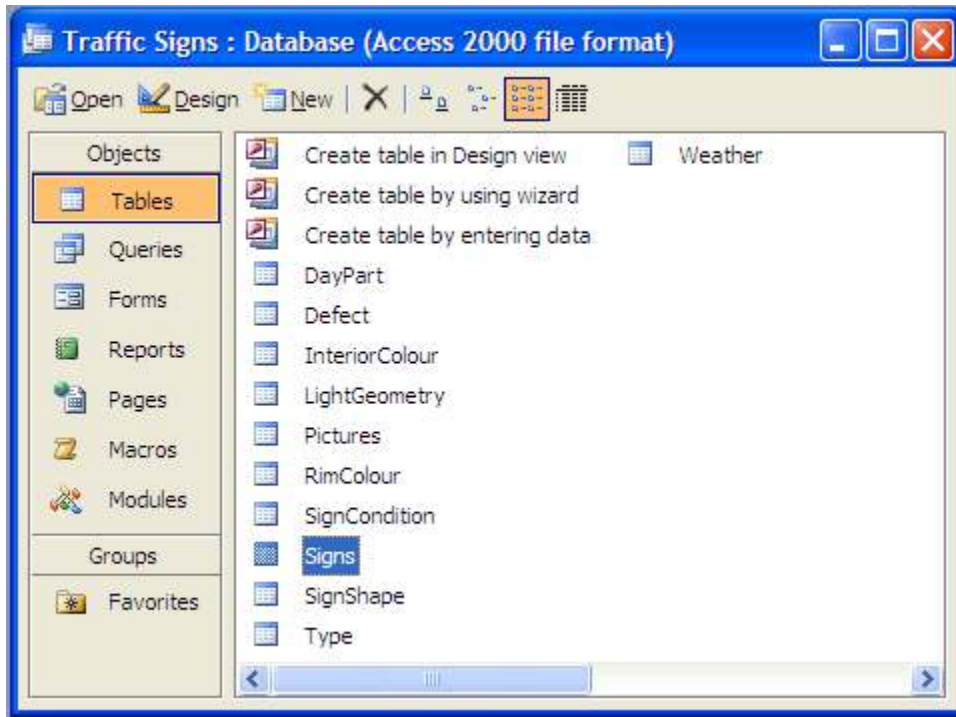 Traffic Signs : Database (Access 2000 file format)
Open Design New
Objects
Tables
Queries
Forms
Reports
Pages
Macros
Modules
Groups
Favorites
Create table in Design view
Create table by using wizard
Create table by entering data
DayPart
Defect
InteriorColour
LightGeometry
Pictures
RimColour
SignCondition
Signs
SignShape
Type
Weather